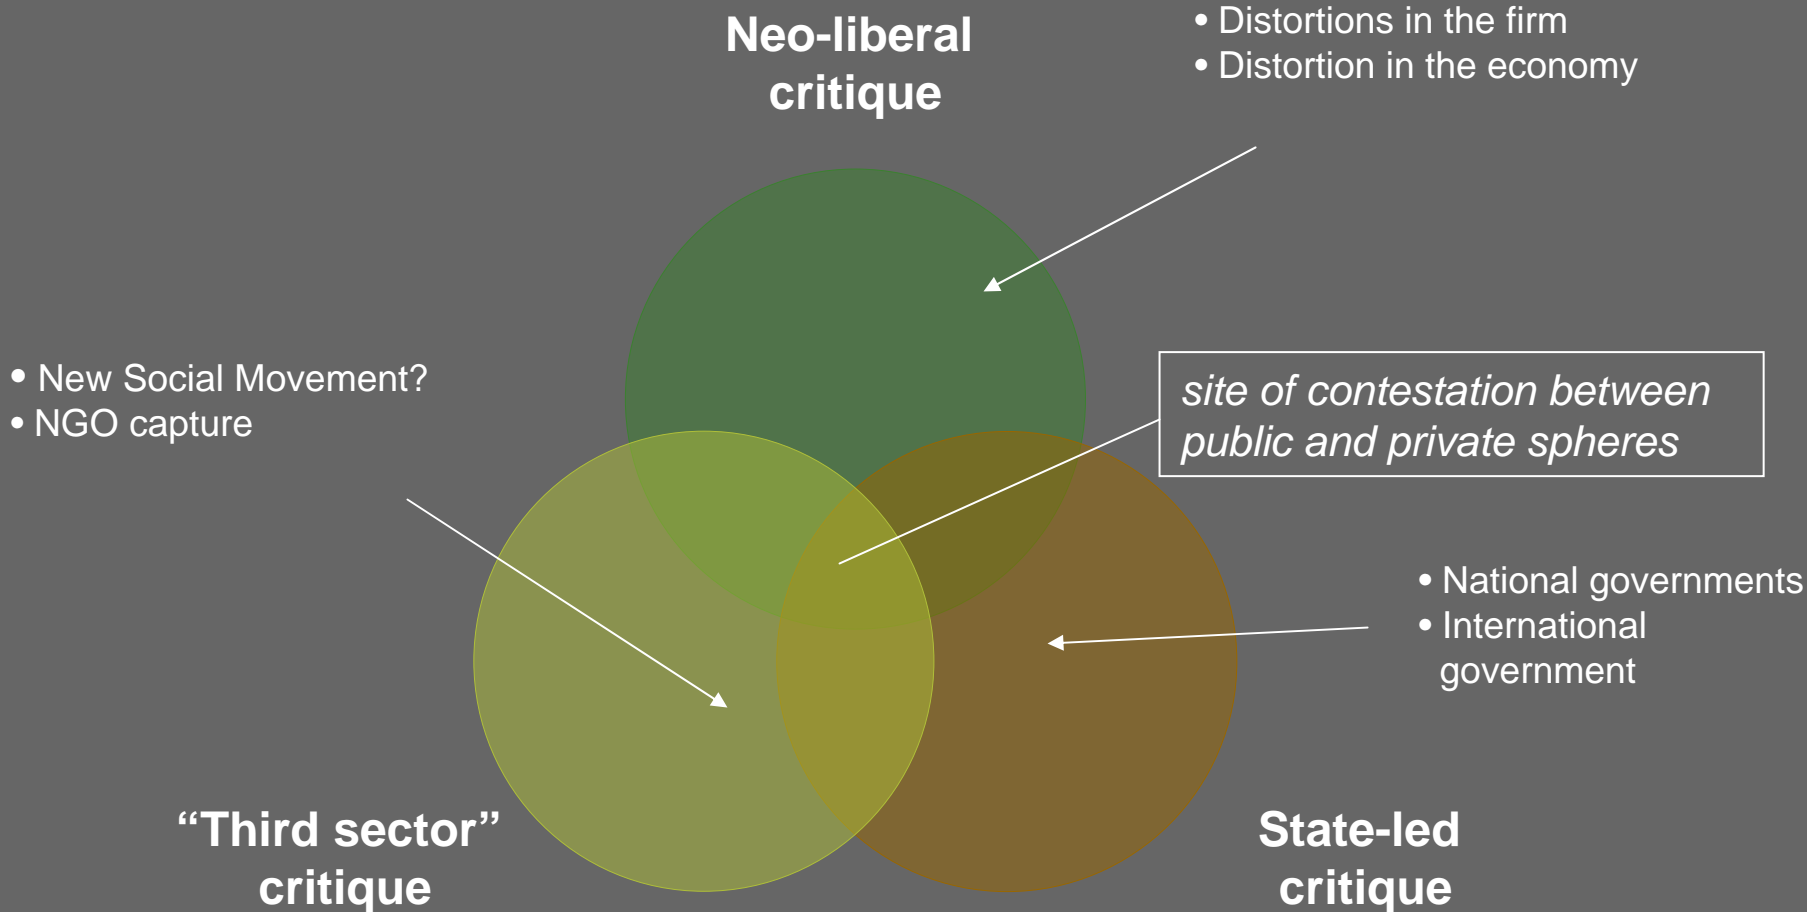 Neo-liberal
critique
• Distortions in the firm
• Distortion in the economy
• New Social Movement?
• NGO capture
site of contestation between
public and private spheres
• National governments
• International
government
“Third sector”
critique
State-led
critique